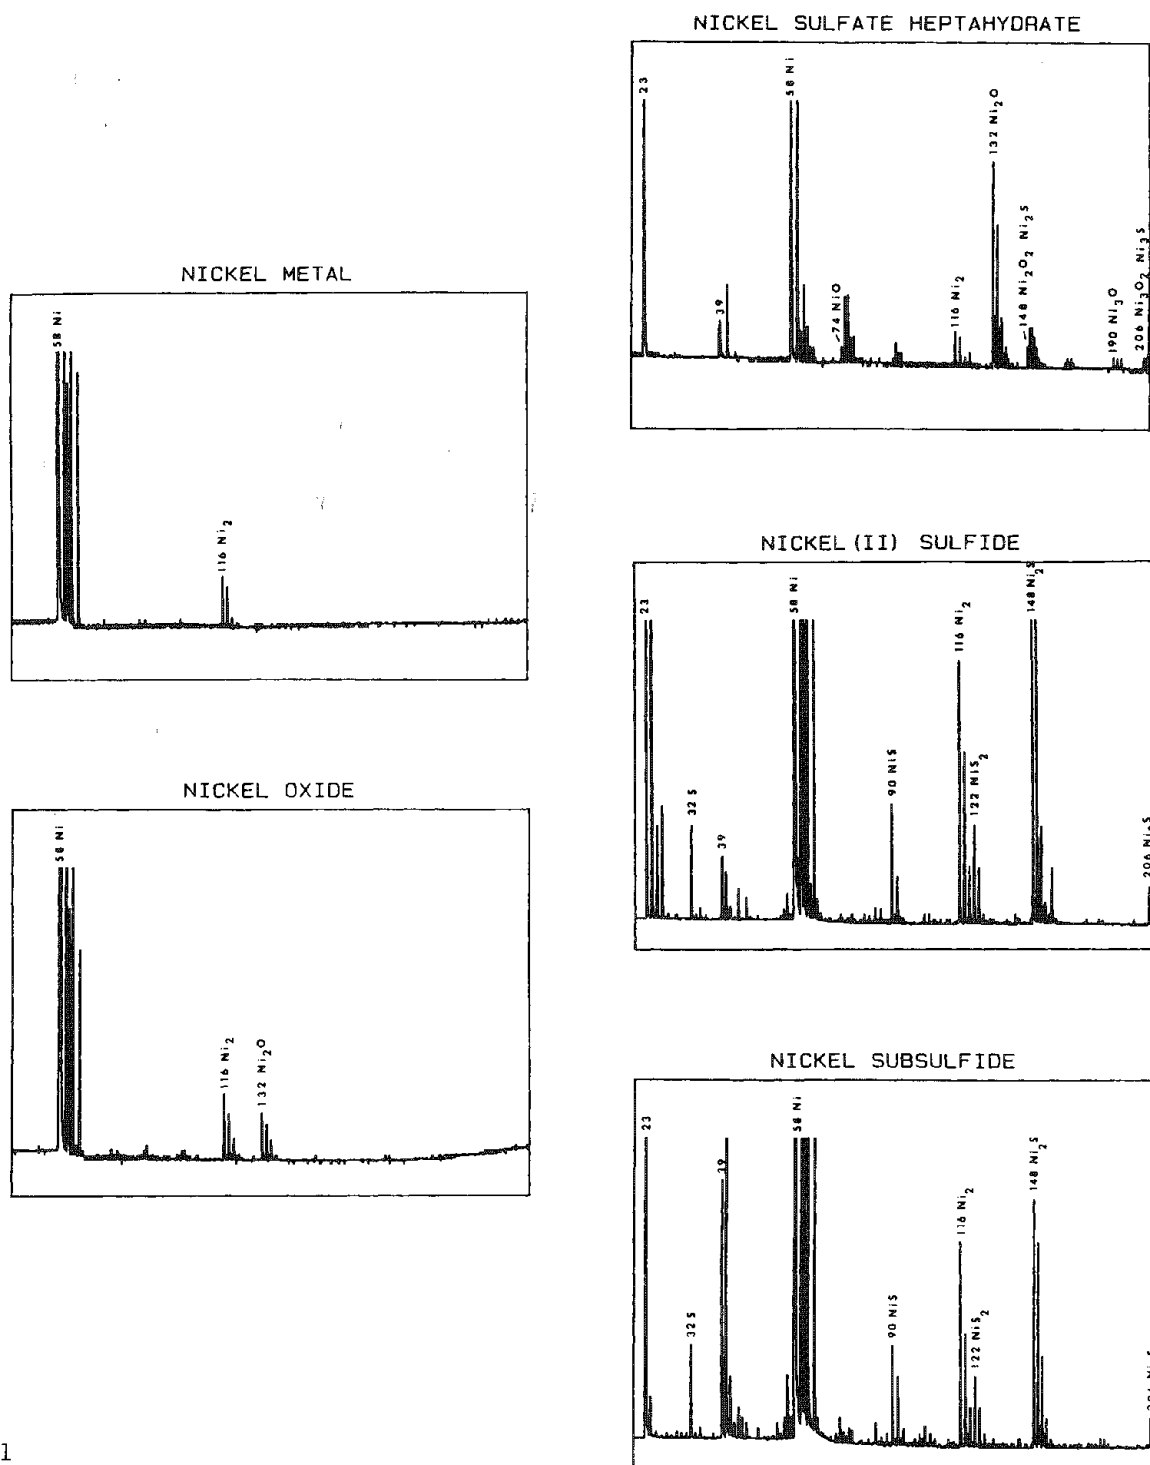 NICKEL METAL
58 Ni
116 Ni₂
NICKEL OXIDE
58 Ni
116 Ni₂
132 Ni₂O
NICKEL SULFATE HEPTAHYDRATE
23
39
58 Ni
74 NiO
116 Ni₂
132 Ni₂O
148 Ni₂O₂ Ni₂S
190 Ni₃O
206 Ni₃O₂ Ni₃S
NICKEL (II) SULFIDE
23
32 S
39
58 Ni
90 NiS
116 Ni₂
122 NiS₂
148 Ni₂S
NICKEL SUBSULFIDE
23
32 S
39
58 Ni
90 NiS
116 Ni₂
122 NiS₂
148 Ni₂S
1